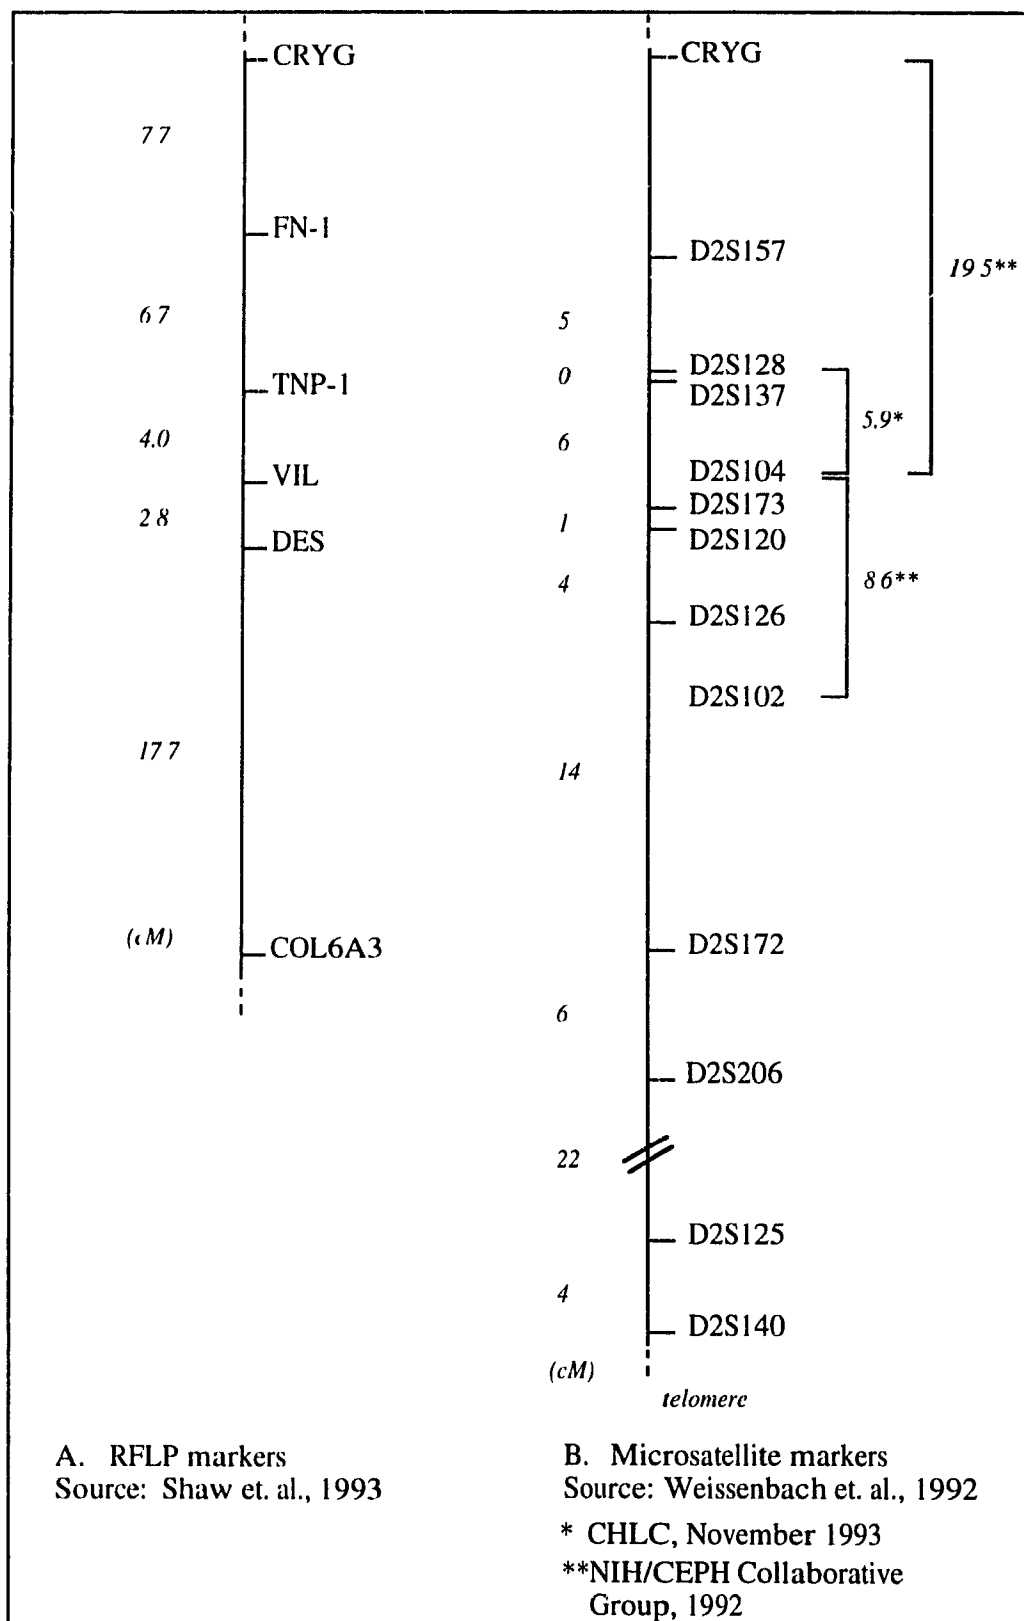 CRYG
7 7
FN-1
6 7
TNP-1
4.0
VIL
2 8
DES
17 7
(cM)
COL6A3
CRYG
D2S157
19 5**
5
D2S128
0
D2S137
5.9*
6
D2S104
D2S173
1
D2S120
4
8 6**
D2S126
D2S102
14
D2S172
6
D2S206
22
D2S125
4
D2S140
(cM)
telomere
A. RFLP markers
Source: Shaw et. al., 1993
B. Microsatellite markers
Source: Weissenbach et. al., 1992
* CHLC, November 1993
**NIH/CEPH Collaborative
Group, 1992